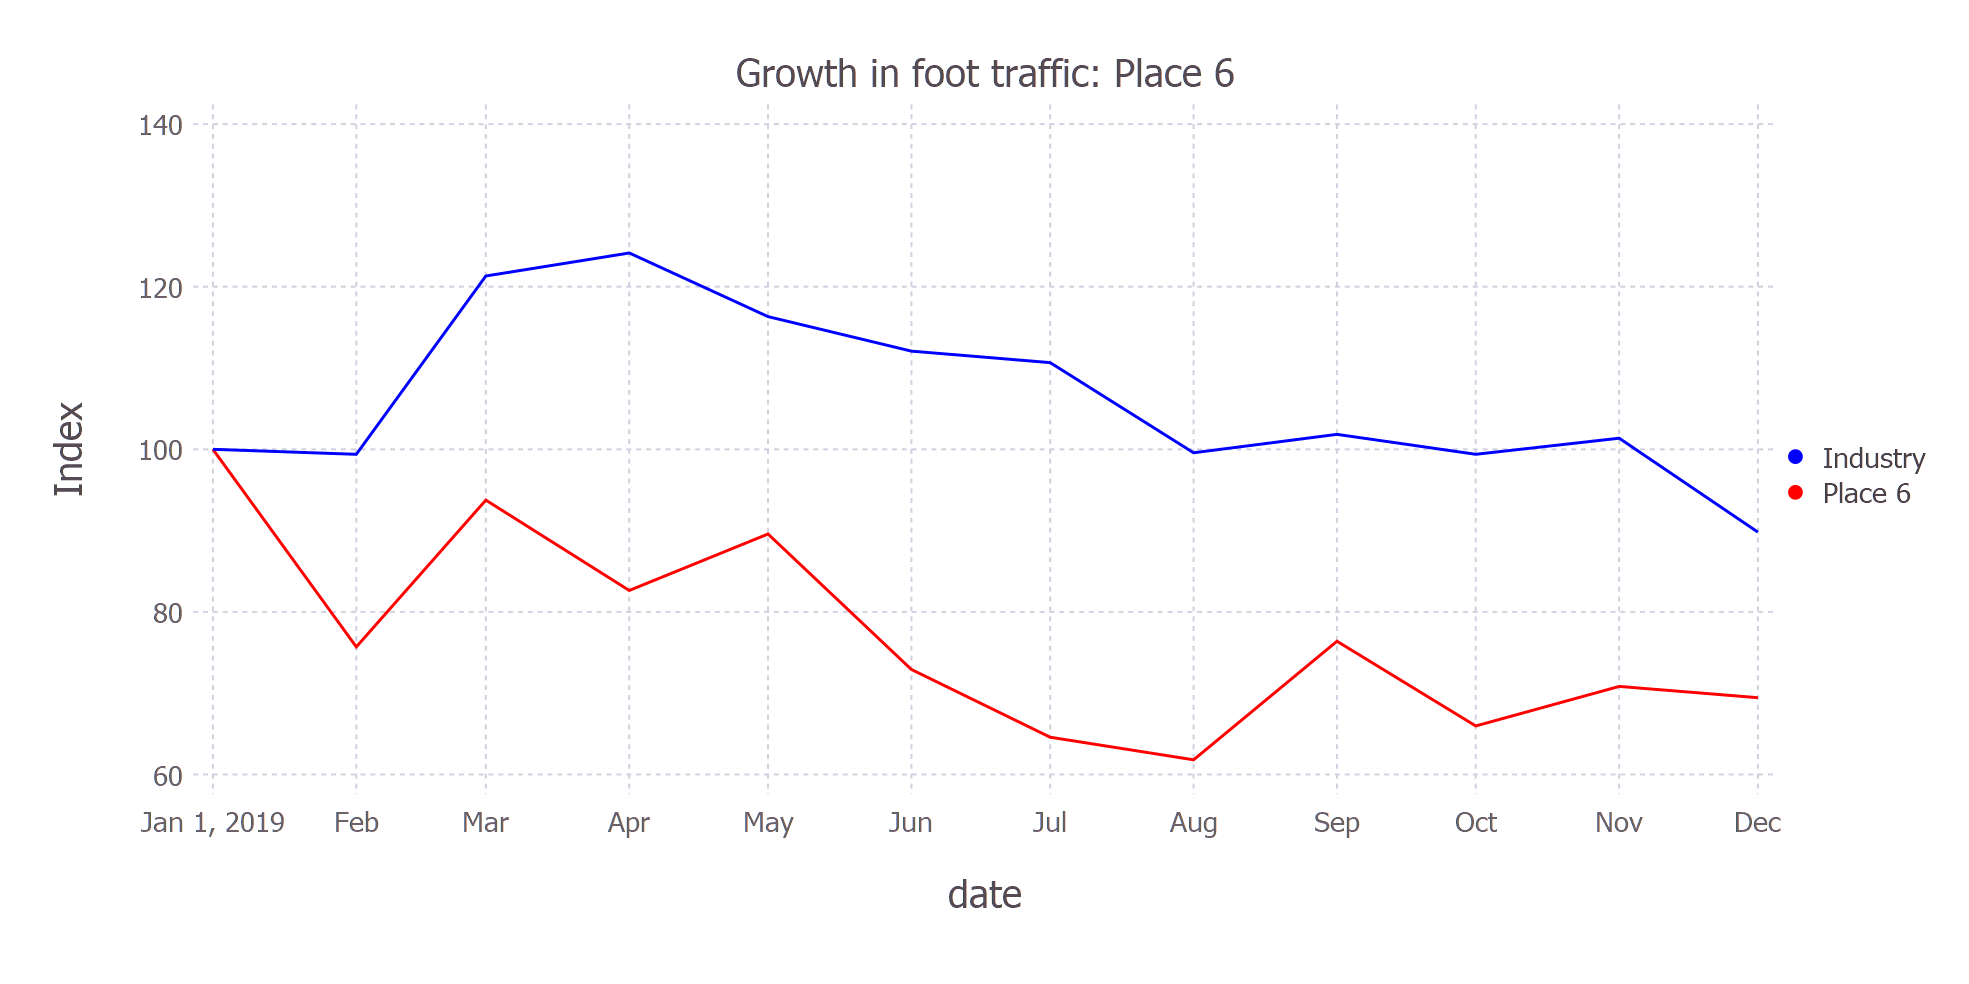 Growth in foot traffic: Place 6
140
120
100
80
60
Index
Jan 1, 2019 Feb Mar Apr May Jun Jul Aug Sep Oct Nov Dec
date
Industry
Place 6